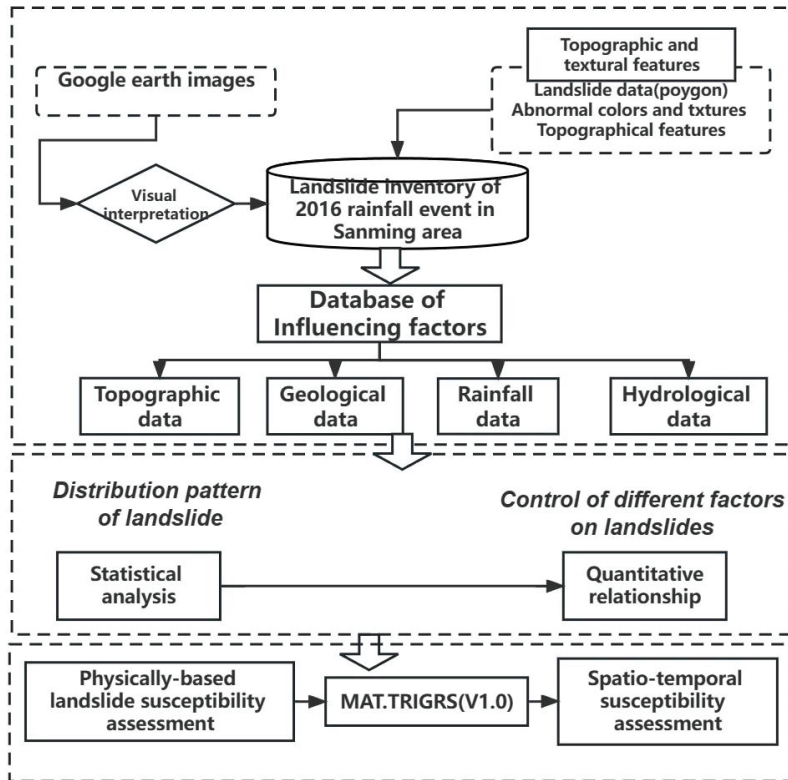 Topographic and
textural features
Google earth images
Landslide data(poygon)
Abnormal colors and txtures
Topographical features
Visual
interpretation
Landslide inventory of
2016 rainfall event in
Sanming area
Database of
Influencing factors
Topographic
data
Geological
data
Rainfall
data
Hydrological
data
Distribution pattern
of landslide
Control of different factors
on landslides
Statistical
analysis
Quantitative
relationship
Physically-based
landslide susceptibility
assessment
MAT.TRIGRS(V1.0)
Spatio-temporal
susceptibility
assessment